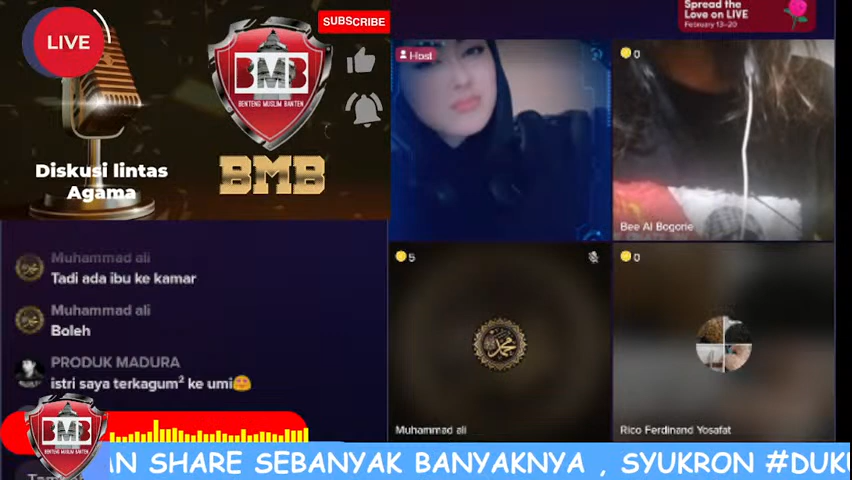 LIVE
SUBSCRIBE
BMB
BENTENG MUSLIM BANTEN
BMB
Diskusi lintas
Agama
Spread the
Love on LIVE
February 13–20
Host
0
Bee Al Bogorie
Muhammad ali
Tadi ada ibu ke kamar
Muhammad ali
Boleh
PRODUK MADURA
istri saya terkagum² ke umi😍
5
محمد
Muhammad ali
0
Rico Ferdinand Yosafat
BMB
AN SHARE SEBANYAK BANYAKNYA , SYUKRON #DUKU